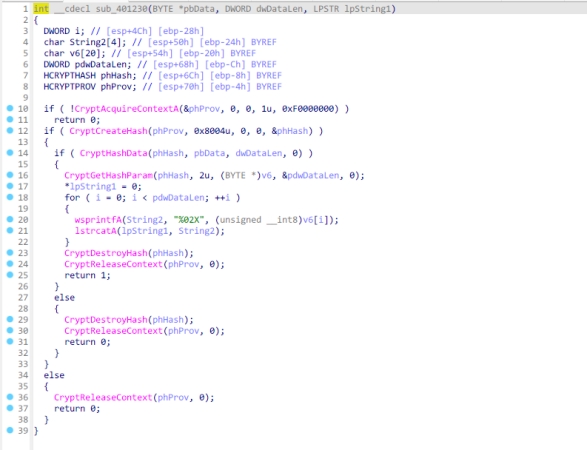 1 int __cdecl sub_401230(BYTE *pbData, DWORD dwDataLen, LPSTR lpString1)
2 {
3 DWORD i; // [esp+4Ch] [ebp-28h]
4 char String2[4]; // [esp+50h] [ebp-24h] BYREF
5 char v6[20]; // [esp+54h] [ebp-20h] BYREF
6 DWORD pdwDataLen; // [esp+68h] [ebp-Ch] BYREF
7 HCRYPTHASH phHash; // [esp+6Ch] [ebp-8h] BYREF
8 HCRYPTPROV phProv; // [esp+70h] [ebp-4h] BYREF
9
10 if ( !CryptAcquireContextA(&phProv, 0, 0, 1u, 0xF0000000) )
11 return 0;
12 if ( CryptCreateHash(phProv, 0x8004u, 0, 0, &phHash) )
13 {
14 if ( CryptHashData(phHash, pbData, dwDataLen, 0) )
15 {
16 CryptGetHashParam(phHash, 2u, (BYTE *)v6, &pdwDataLen, 0);
17 *lpString1 = 0;
18 for ( i = 0; i < pdwDataLen; ++i )
19 {
20 wsprintfA(String2, "%02X", (unsigned __int8)v6[i]);
21 lstrcatA(lpString1, String2);
22 }
23 CryptDestroyHash(phHash);
24 CryptReleaseContext(phProv, 0);
25 return 1;
26 }
27 else
28 {
29 CryptDestroyHash(phHash);
30 CryptReleaseContext(phProv, 0);
31 return 0;
32 }
33 }
34 else
35 {
36 CryptReleaseContext(phProv, 0);
37 return 0;
38 }
39 }